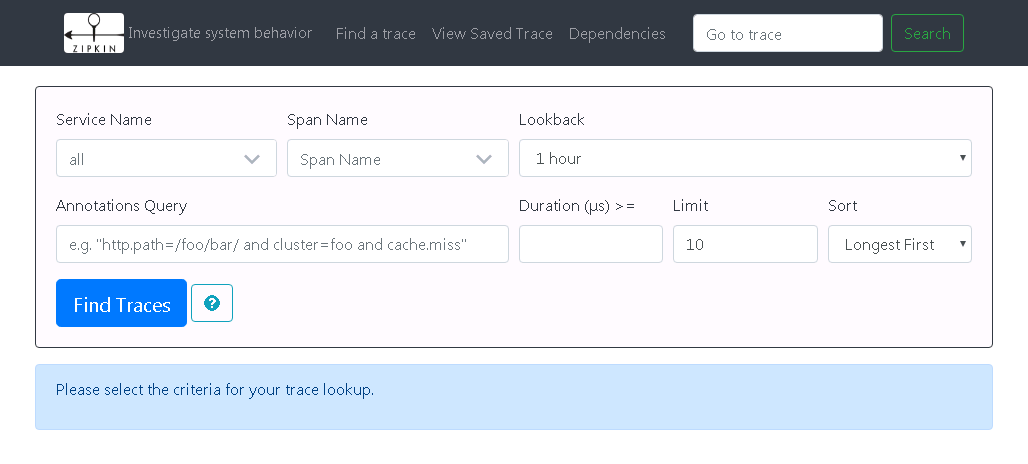 ZIPKIN Investigate system behavior Find a trace View Saved Trace Dependencies Go to trace Search
Service Name Span Name Lookback
all Span Name 1 hour
Annotations Query Duration (μs) >= Limit Sort
e.g. "http.path=/foo/bar/ and cluster=foo and cache.miss" 10 Longest First
Find Traces ?
Please select the criteria for your trace lookup.